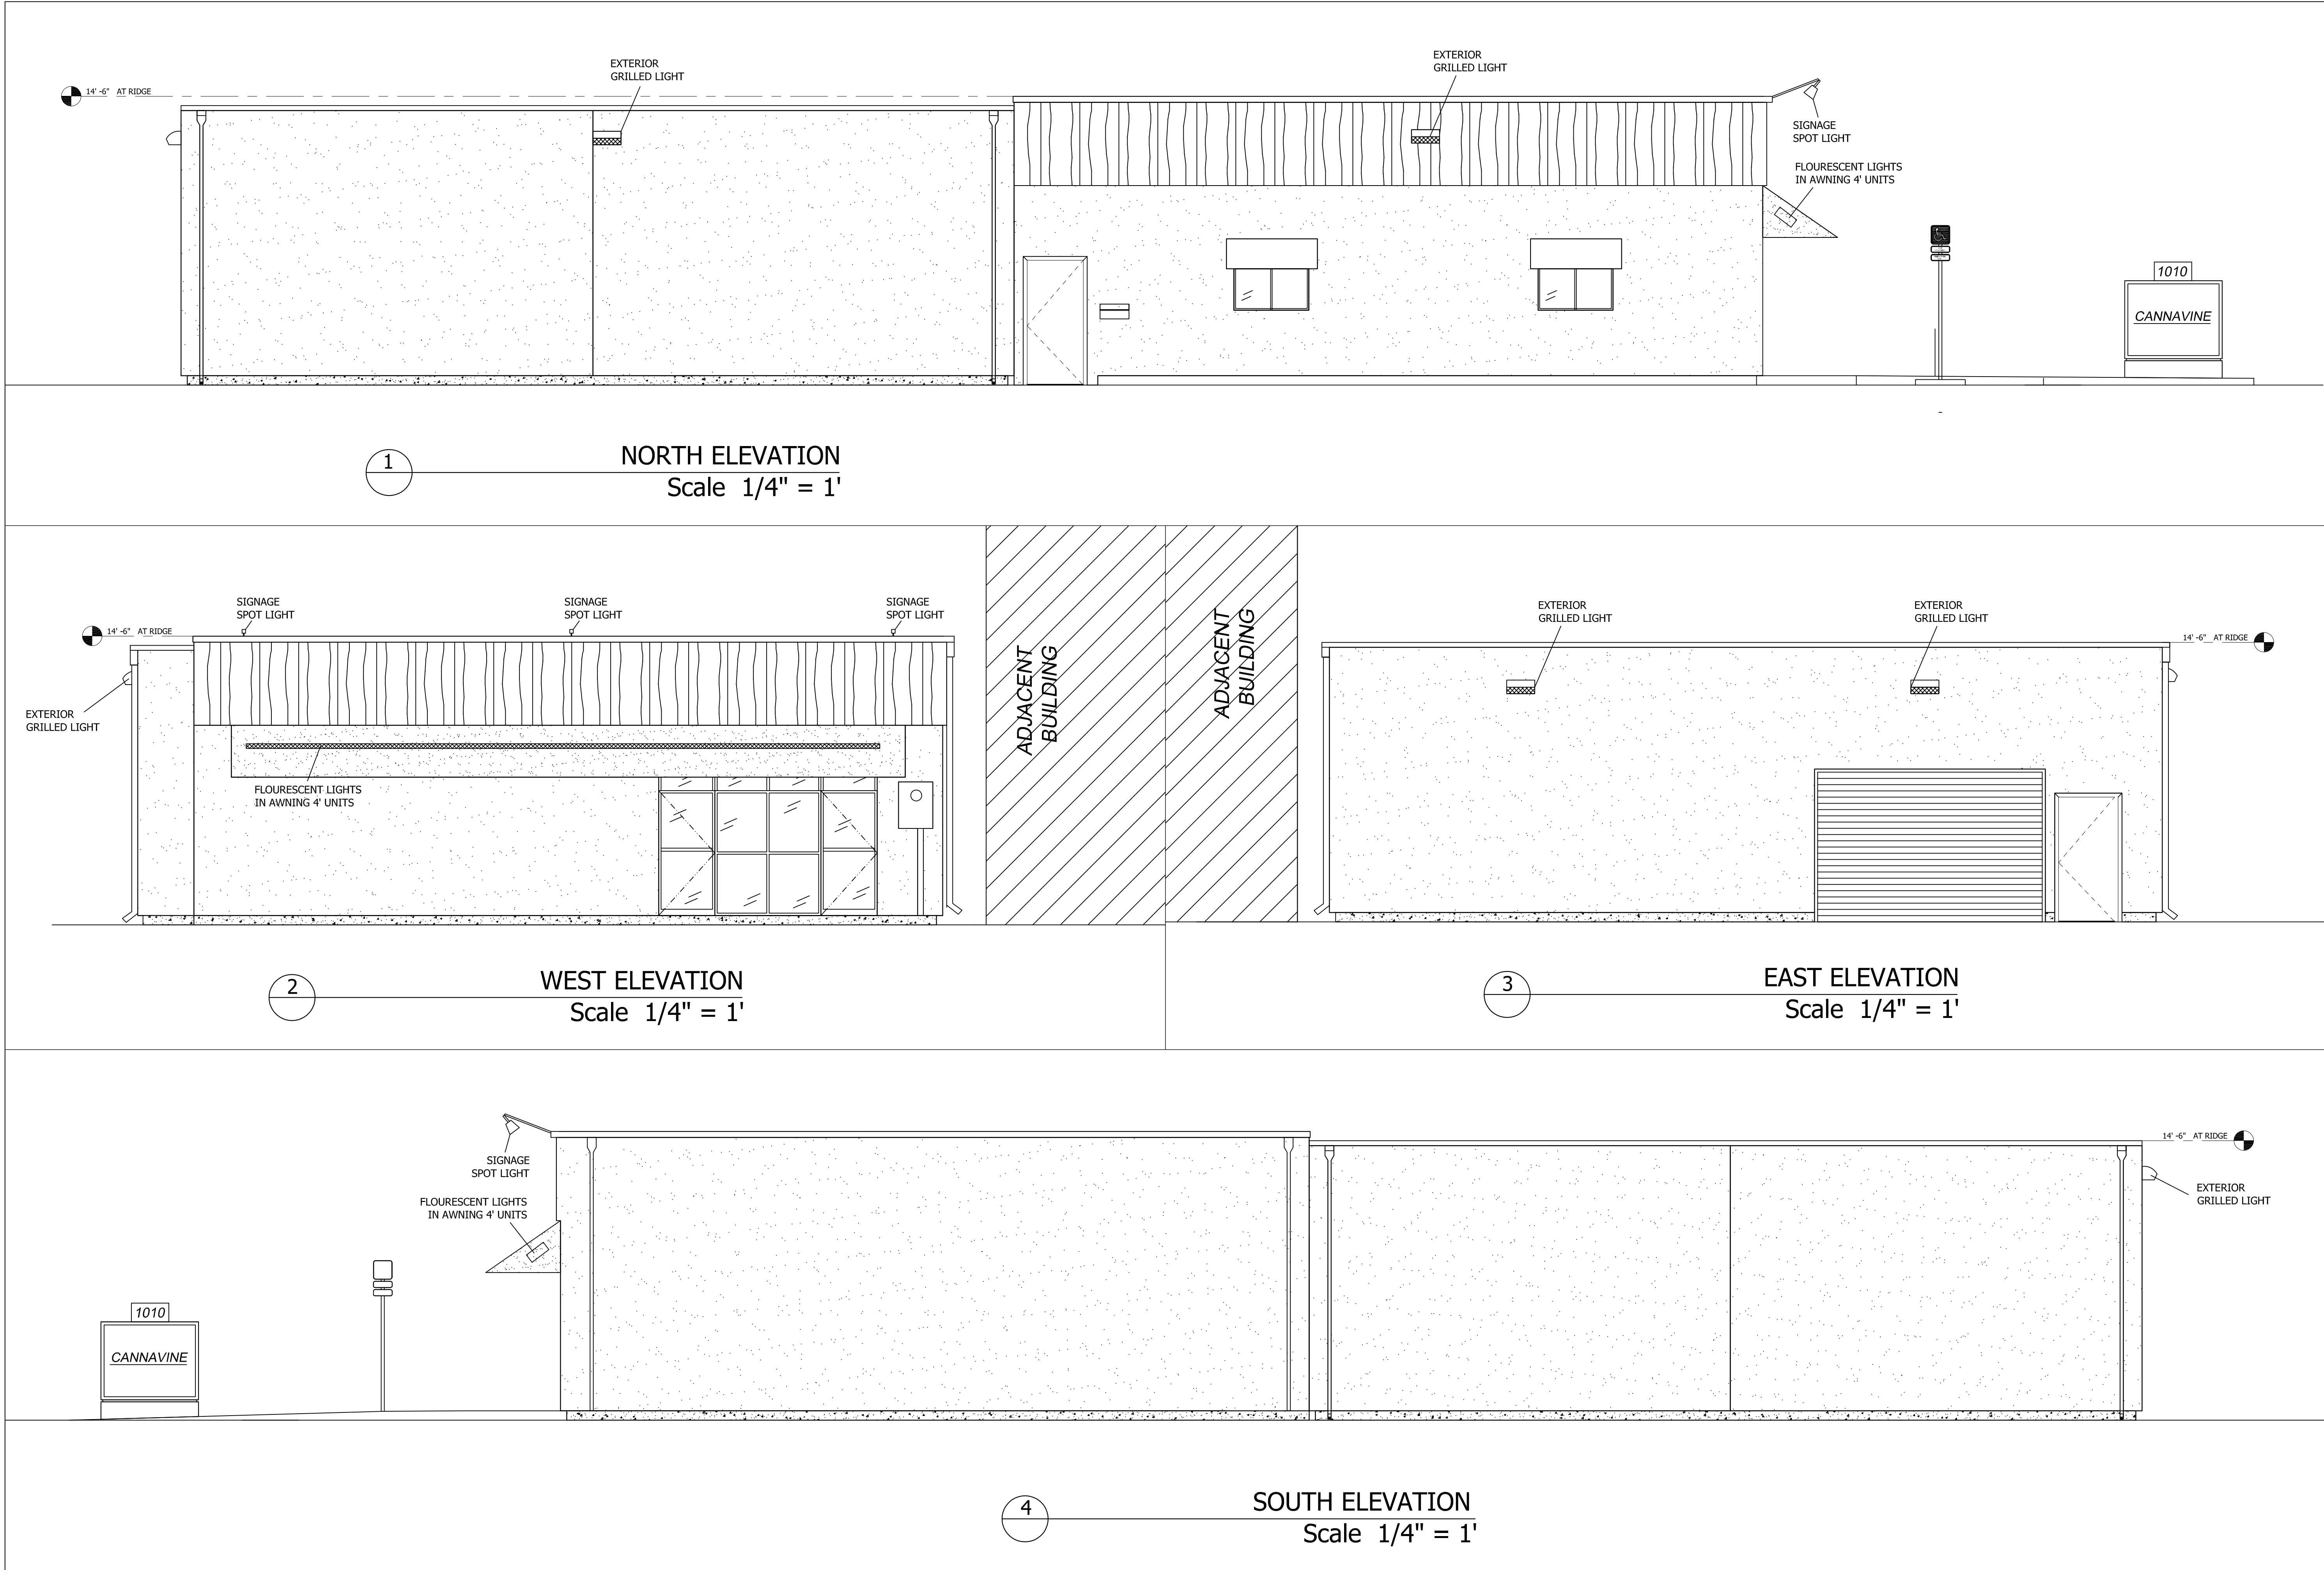 EXTERIOR
GRILLED LIGHT
EXTERIOR
GRILLED LIGHT
14' -6" AT RIDGE
SIGNAGE
SPOT LIGHT
FLOURESCENT LIGHTS
IN AWNING 4' UNITS
1010
CANNAVINE
1
NORTH ELEVATION
Scale 1/4" = 1'
SIGNAGE
SPOT LIGHT
SIGNAGE
SPOT LIGHT
SIGNAGE
SPOT LIGHT
14' -6" AT RIDGE
EXTERIOR
GRILLED LIGHT
FLOURESCENT LIGHTS
IN AWNING 4' UNITS
ADJACENT
BUILDING
2
WEST ELEVATION
Scale 1/4" = 1'
ADJACENT
BUILDING
EXTERIOR
GRILLED LIGHT
EXTERIOR
GRILLED LIGHT
14' -6" AT RIDGE
3
EAST ELEVATION
Scale 1/4" = 1'
SIGNAGE
SPOT LIGHT
FLOURESCENT LIGHTS
IN AWNING 4' UNITS
1010
CANNAVINE
14' -6" AT RIDGE
EXTERIOR
GRILLED LIGHT
4
SOUTH ELEVATION
Scale 1/4" = 1'